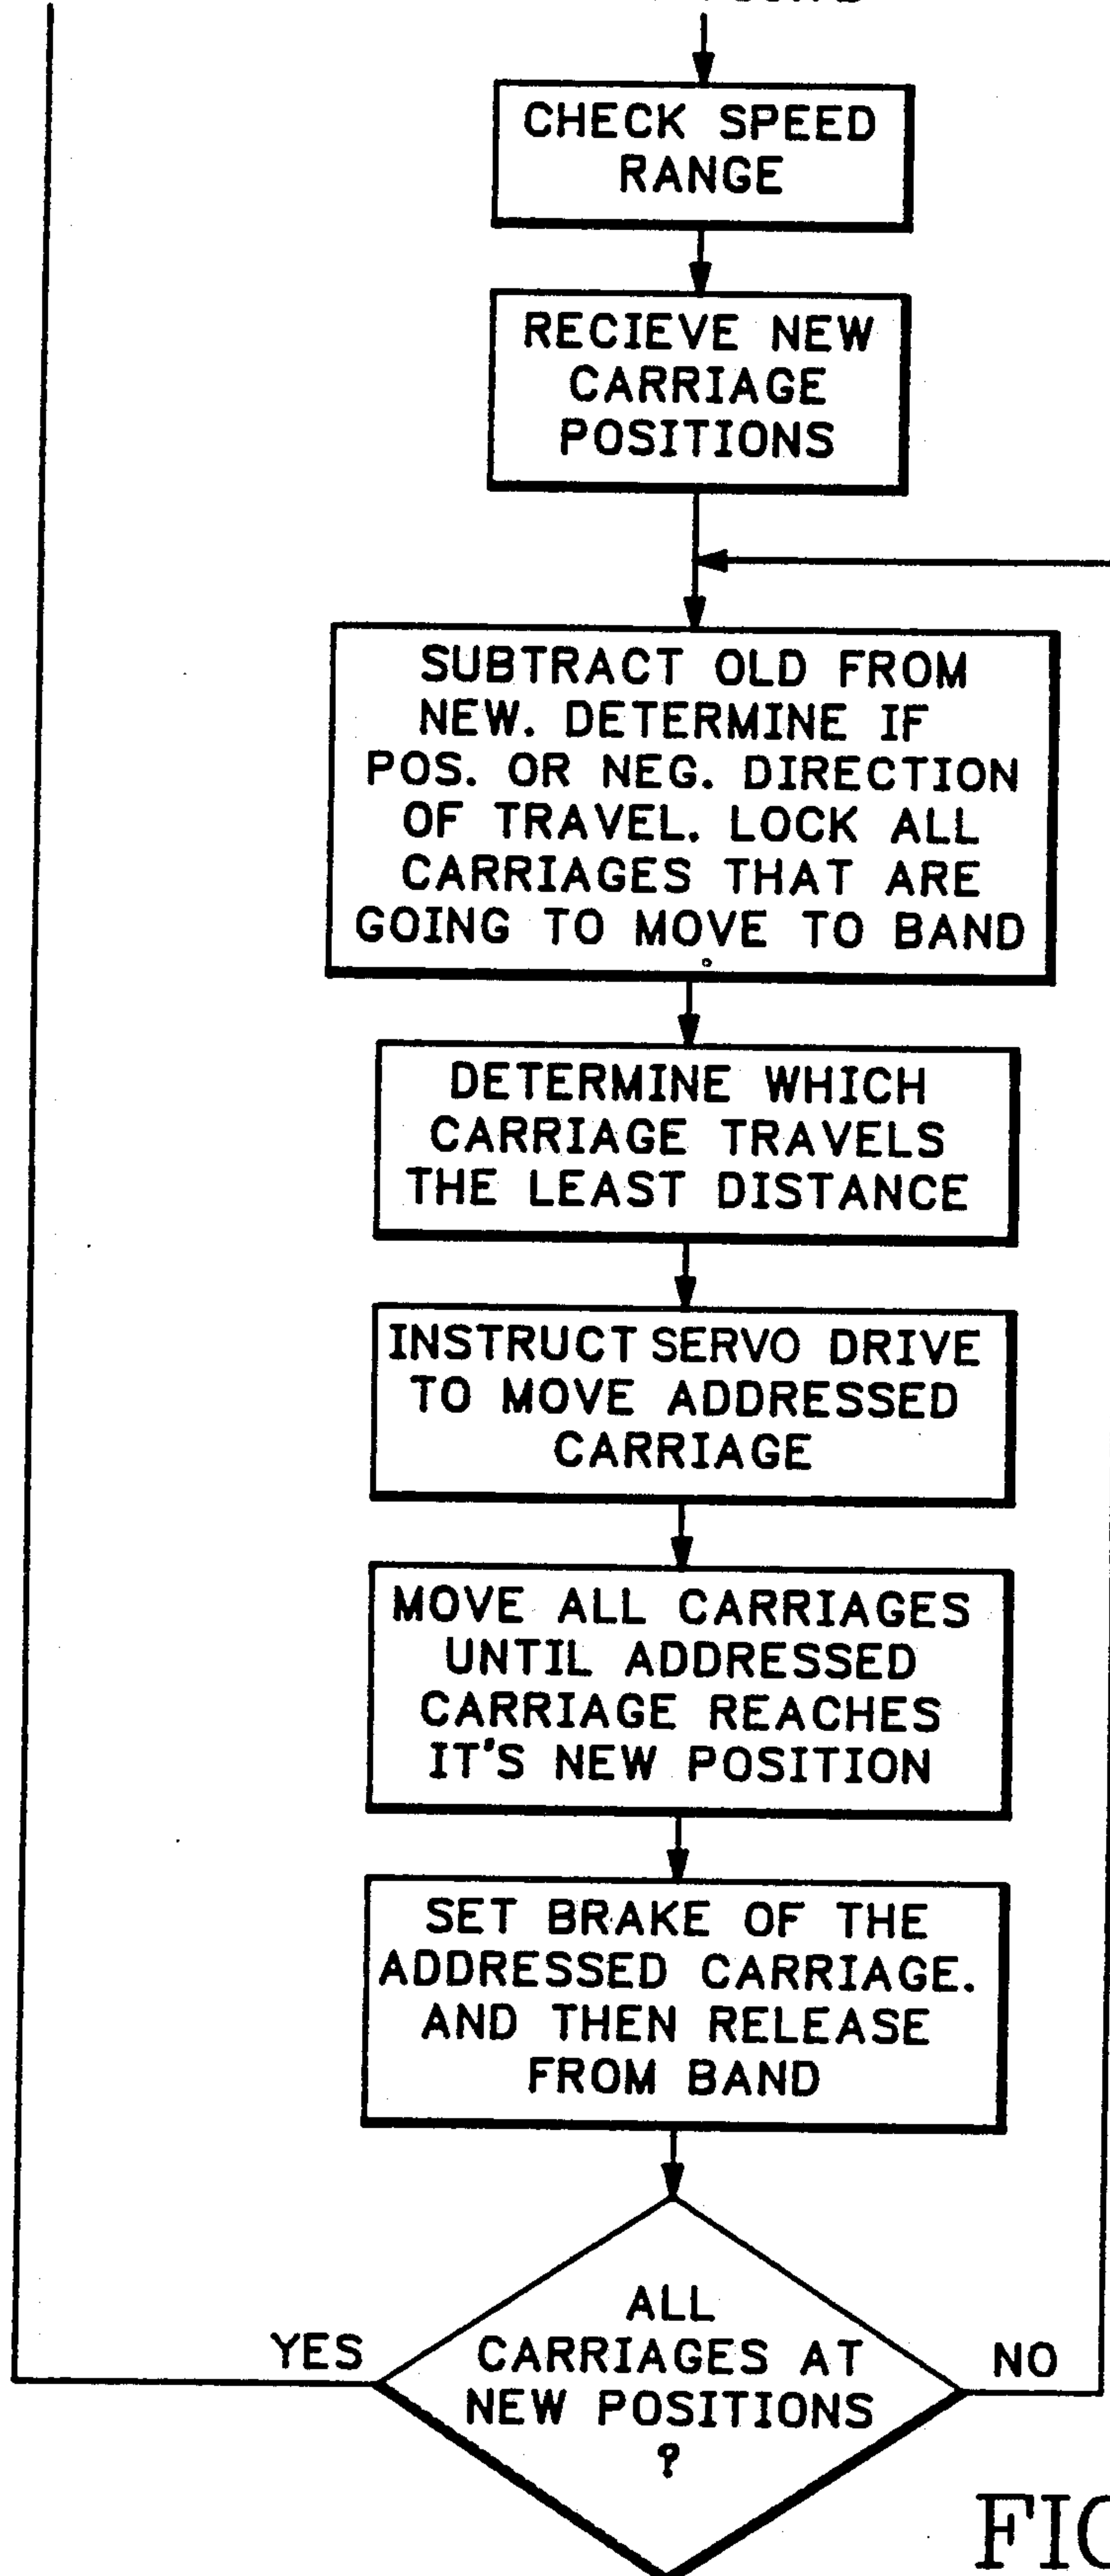 CHECK SPEED
RANGE
RECIEVE NEW
CARRIAGE
POSITIONS
SUBTRACT OLD FROM
NEW. DETERMINE IF
POS. OR NEG. DIRECTION
OF TRAVEL. LOCK ALL
CARRIAGES THAT ARE
GOING TO MOVE TO BAND
DETERMINE WHICH
CARRIAGE TRAVELS
THE LEAST DISTANCE
INSTRUCT SERVO DRIVE
TO MOVE ADDRESSED
CARRIAGE
MOVE ALL CARRIAGES
UNTIL ADDRESSED
CARRIAGE REACHES
IT'S NEW POSITION
SET BRAKE OF THE
ADDRESSED CARRIAGE.
AND THEN RELEASE
FROM BAND
ALL
YES CARRIAGES AT NO
NEW POSITIONS
?